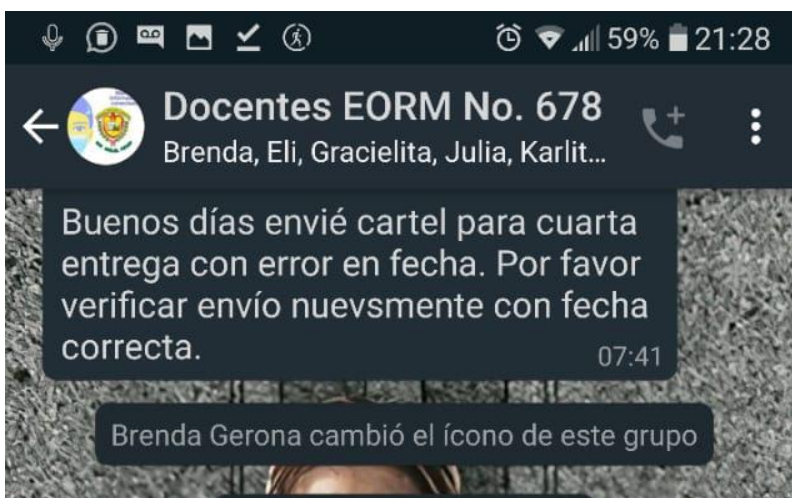 59% 21:28
Docentes EORM No. 678
Brenda, Eli, Gracielita, Julia, Karlit...
Buenos días envié cartel para cuarta
entrega con error en fecha. Por favor
verificar envío nuevsmente con fecha
correcta.
07:41
Brenda Gerona cambió el ícono de este grupo